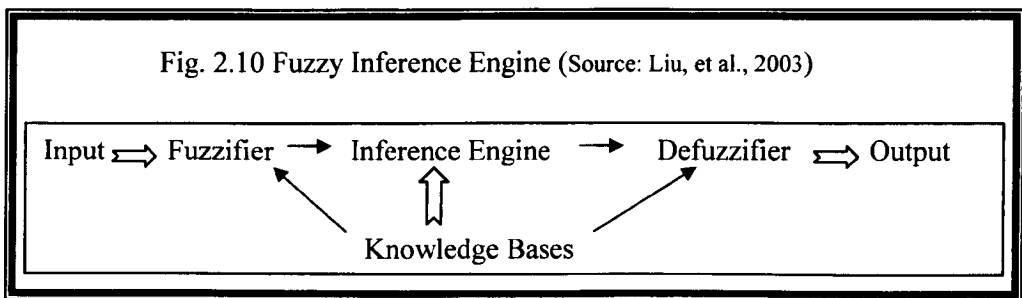 Fig. 2.10 Fuzzy Inference Engine (Source: Liu, et al., 2003)
Input Fuzzifier Inference Engine Defuzzifier Output
Knowledge Bases